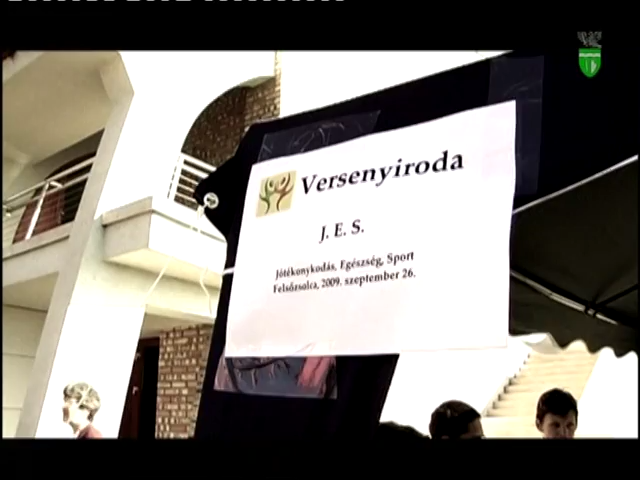 Versenyiroda
J. E. S.
Jótékonykodás, Egészség, Sport
Felsőzsolca, 2009. szeptember 26.